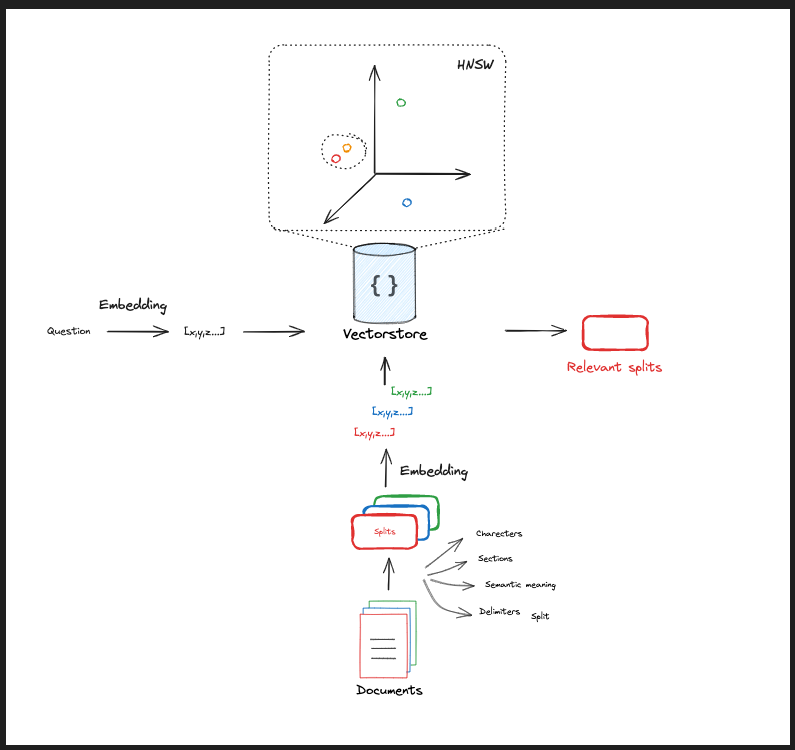 HNSW
{ }
Embedding
Question
[x,y,z...]
Vectorstore
Relevant splits
[x,y,z...]
[x,y,z...]
[x,y,z...]
Embedding
Splits
Charecters
Sections
Semantic meaning
Delimiters Split
Documents